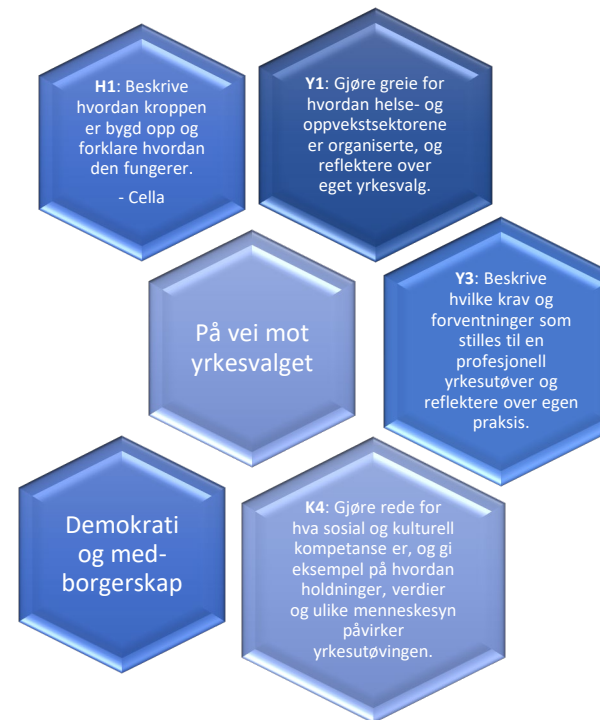 H1: Beskrive
hvordan kroppen
er bygd opp og
forklare hvordan
den fungerer.
- Cella
Y1: Gjøre greie for
hvordan helse- og
oppvekstsektorene
er organiserte, og
reflektere over
eget yrkesvalg.
På vei mot
yrkesvalget
Y3: Beskrive
hvilke krav og
forventninger som
stilles til en
profesjonell
yrkesutøver og
reflektere over egen
praksis.
Demokrati
og med-
borgerskap
K4: Gjøre rede for
hva sosial og kulturell
kompetanse er, og gi
eksempel på hvordan
holdninger, verdier
og ulike menneskesyn
påvirker
yrkesutøvingen.